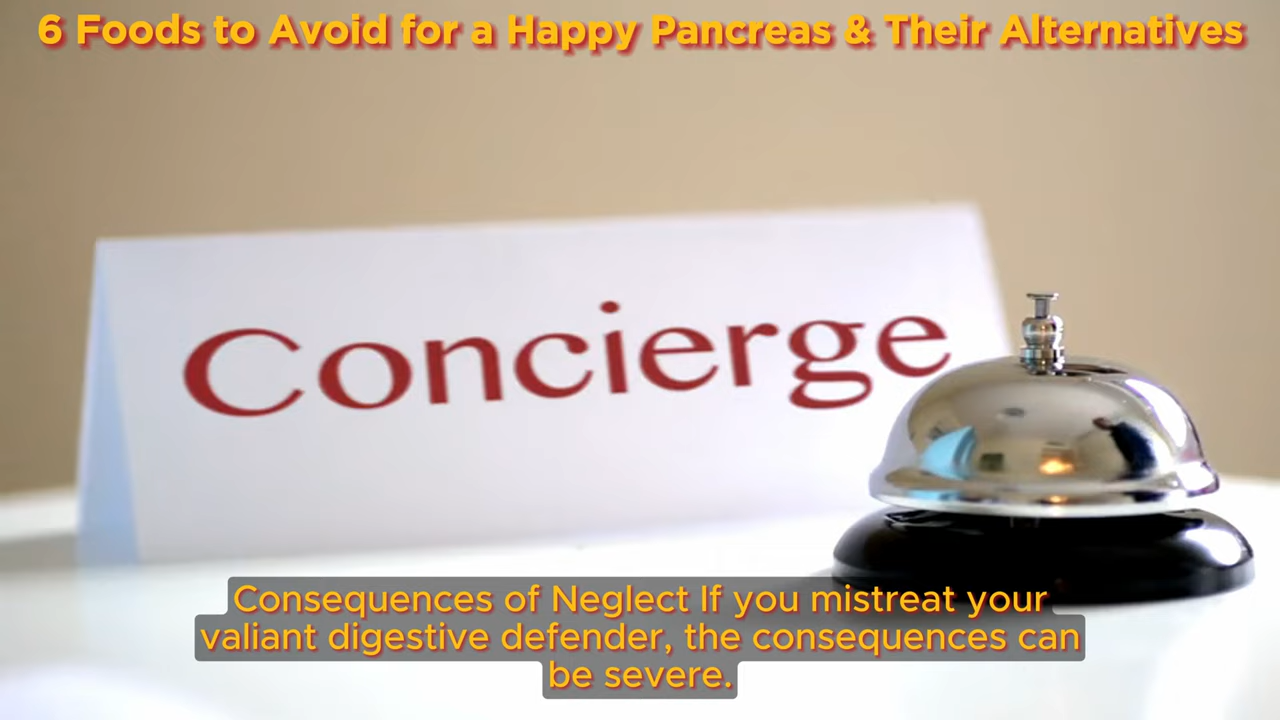 6 Foods to Avoid for a Happy Pancreas & Their Alternatives
Concierge
Consequences of Neglect If you mistreat your
valiant digestive defender, the consequences can
be severe.